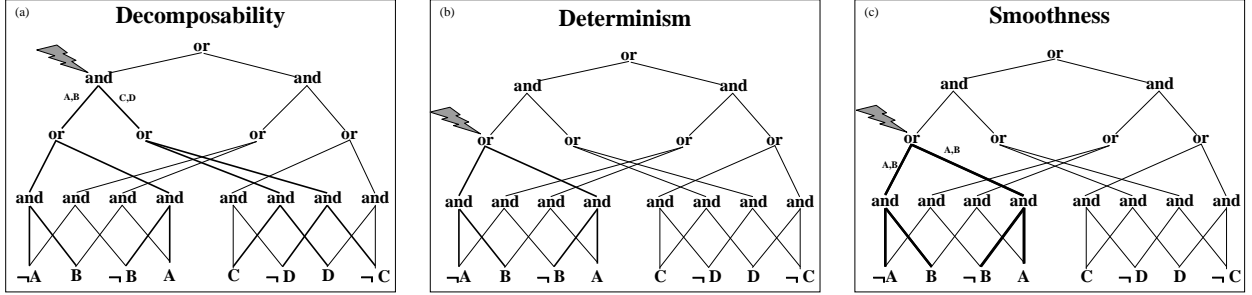 (a) Decomposability
or
and and
A,B C,D
or or or or
and and and and and and and and
¬A B ¬B A C ¬D D ¬C
(b) Determinism
or
and and
or or or or
and and and and and and and and
¬A B ¬B A C ¬D D ¬C
(c) Smoothness
or
and and
or or or or
A,B A,B
and and and and and and and and
¬A B ¬B A C ¬D D ¬C